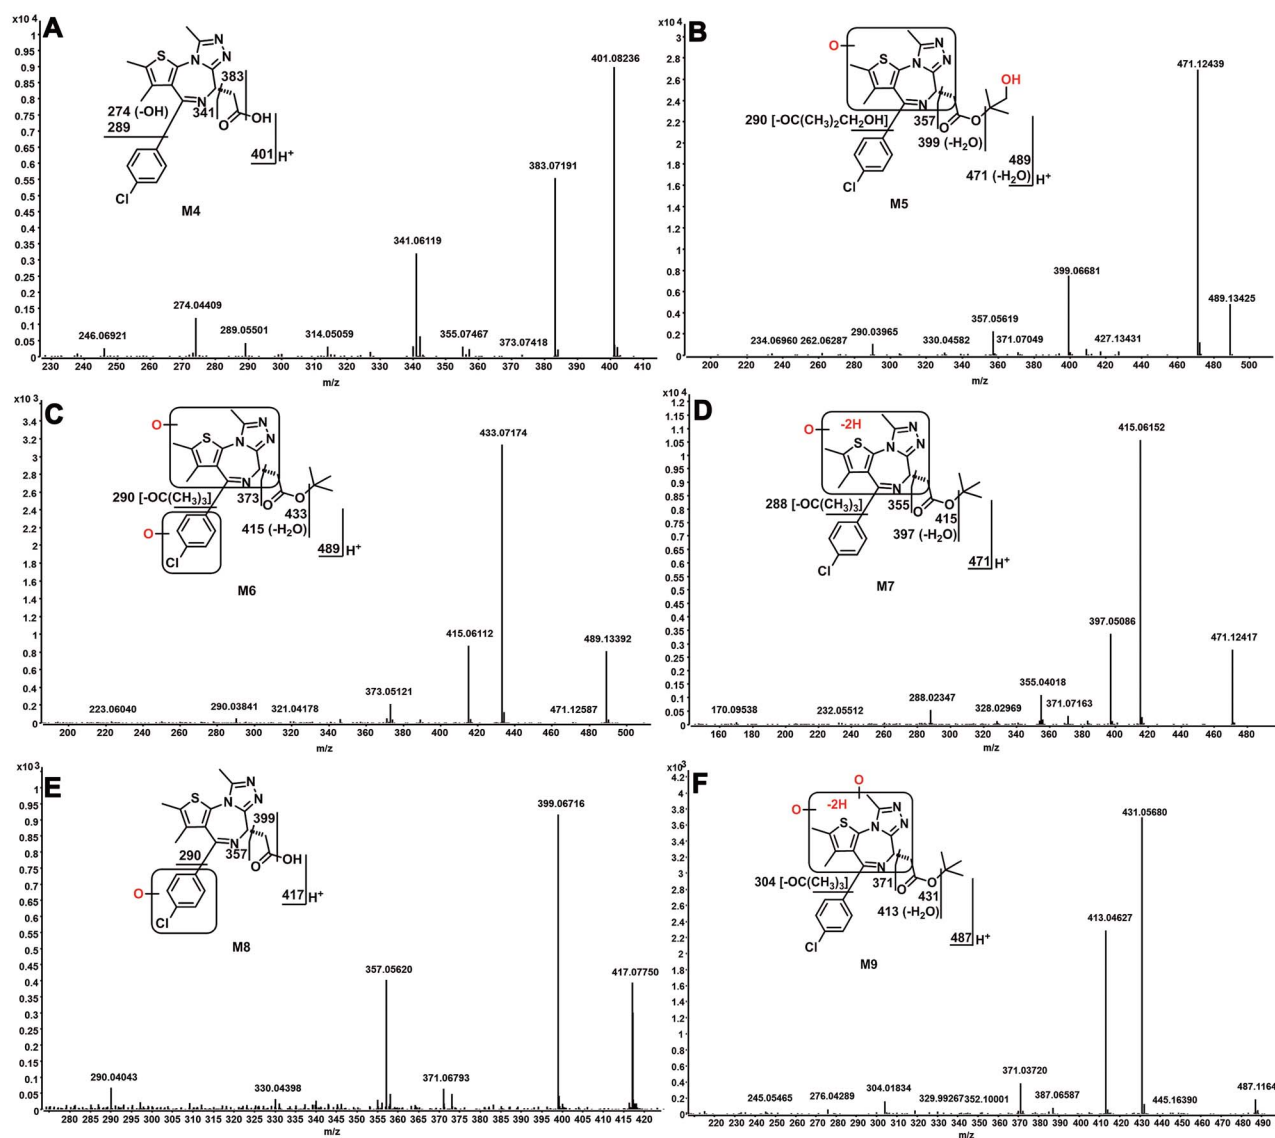 A
x10 4
1
0.95
0.9
0.85
0.8
0.75
0.7
0.65
0.6
0.55
0.5
0.45
0.4
0.35
0.3
0.25
0.2
0.15
0.1
0.05
0
S
N
N
N
N
383
274 (-OH)
289
341
O
OH
401 H+
Cl
M4
246.06921
274.04409
289.05501
314.05059
341.06119
355.07467
373.07418
383.07191
401.08236
230 240 250 260 270 280 290 300 310 320 330 340 350 360 370 380 390 400 410
m/z
B
x10 4
3
2.8
2.6
2.4
2.2
2
1.8
1.6
1.4
1.2
1
0.8
0.6
0.4
0.2
0
O
S
N
N
N
N
OH
290 [-OC(CH3)2CH2OH]
357
O
O
399 (-H2O)
489
471 (-H2O) H+
Cl
M5
234.06960
262.06287
290.03965
330.04582
357.05619
371.07049
399.06681
427.13431
471.12439
489.13425
200 220 240 260 280 300 320 340 360 380 400 420 440 460 480 500
m/z
C
x10 3
3.4
3.2
3
2.8
2.6
2.4
2.2
2
1.8
1.6
1.4
1.2
1
0.8
0.6
0.4
0.2
0
O
S
N
N
N
N
290 [-OC(CH3)3]
373
O
O
433
415 (-H2O)
O
489 H+
Cl
M6
223.06040
290.03841
321.04178
373.05121
415.06112
433.07174
471.12587
489.13392
200 220 240 260 280 300 320 340 360 380 400 420 440 460 480 500
m/z
D
x10 4
1.2
1.15
1.1
1.05
1
0.95
0.9
0.85
0.8
0.75
0.7
0.65
0.6
0.55
0.5
0.45
0.4
0.35
0.3
0.25
0.2
0.15
0.1
0.05
0
O
-2H
S
N
N
N
N
288 [-OC(CH3)3]
355
O
O
415
397 (-H2O)
471 H+
Cl
M7
170.09538
232.05512
288.02347
328.02969
355.04018
371.07163
397.05086
415.06152
471.12417
140 160 180 200 220 240 260 280 300 320 340 360 380 400 420 440 460 480
m/z
E
x10 3
1
0.95
0.9
0.85
0.8
0.75
0.7
0.65
0.6
0.55
0.5
0.45
0.4
0.35
0.3
0.25
0.2
0.15
0.1
0.05
0
S
N
N
N
N
399
290
357
O
OH
O
417 H+
Cl
M8
290.04043
330.04398
357.05620
371.06793
399.06716
417.07750
280 285 290 295 300 305 310 315 320 325 330 335 340 345 350 355 360 365 370 375 380 385 390 395 400 405 410 415 420
m/z
F
x10 3
4.2
4
3.8
3.6
3.4
3.2
3
2.8
2.6
2.4
2.2
2
1.8
1.6
1.4
1.2
1
0.8
0.6
0.4
0.2
0
O
O
-2H
S
N
N
N
N
304 [-OC(CH3)3]
371
O
O
431
413 (-H2O)
487 H+
Cl
M9
245.05465
276.04289
304.01834
329.99267
352.10001
371.03720
387.06587
413.04627
431.05680
445.16390
487.1164
220 230 240 250 260 270 280 290 300 310 320 330 340 350 360 370 380 390 400 410 420 430 440 450 460 470 480 490
m/z